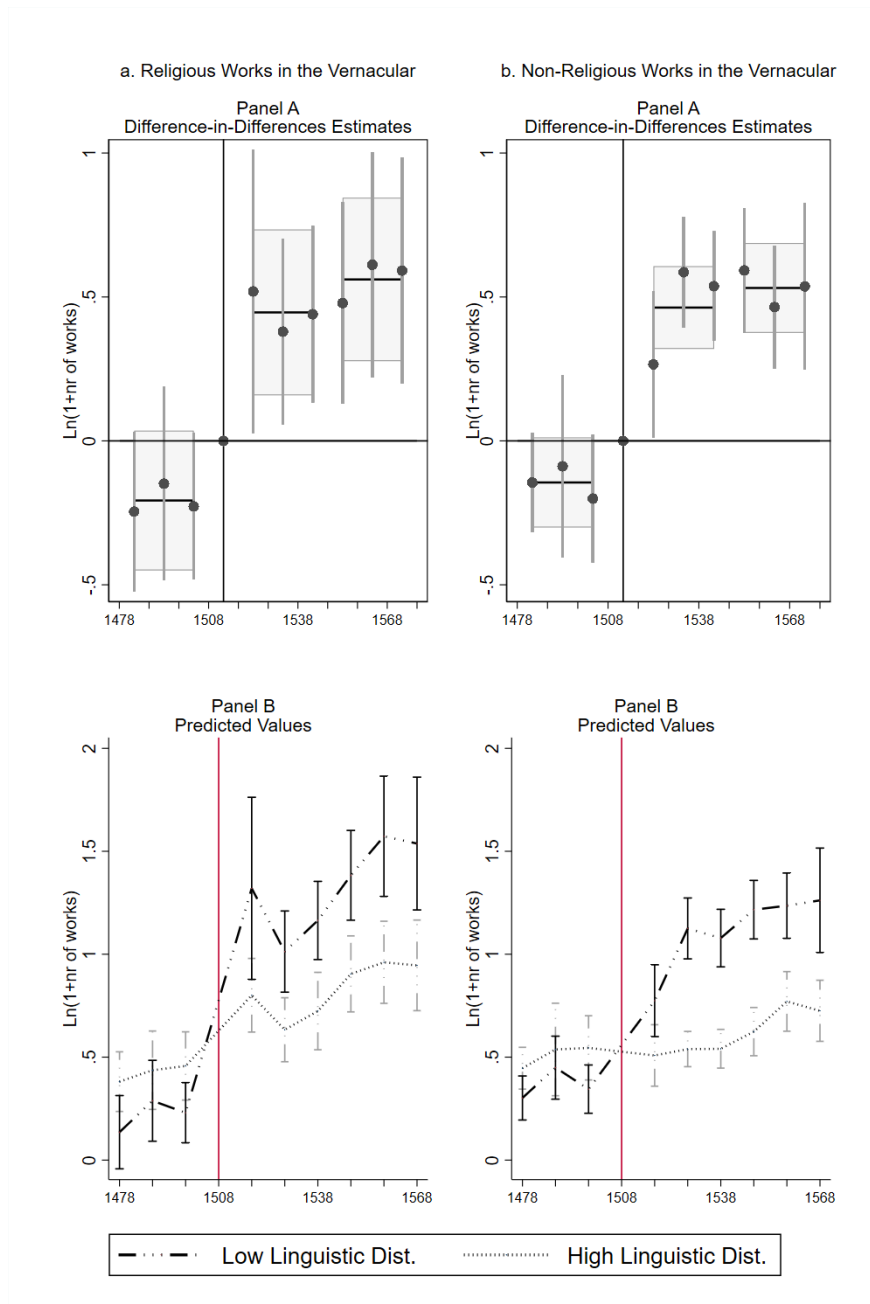 a. Religious Works in the Vernacular
Panel A
Difference-in-Differences Estimates
Ln(1+nr of works)
1
.5
0
-.5
1478
1508
1538
1568
b. Non-Religious Works in the Vernacular
Panel A
Difference-in-Differences Estimates
Ln(1+nr of works)
1
.5
0
-.5
1478
1508
1538
1568
Panel B
Predicted Values
Ln(1+nr of works)
2
1.5
1
.5
0
1478
1508
1538
1568
Panel B
Predicted Values
Ln(1+nr of works)
2
1.5
1
.5
0
1478
1508
1538
1568
Low Linguistic Dist.
High Linguistic Dist.